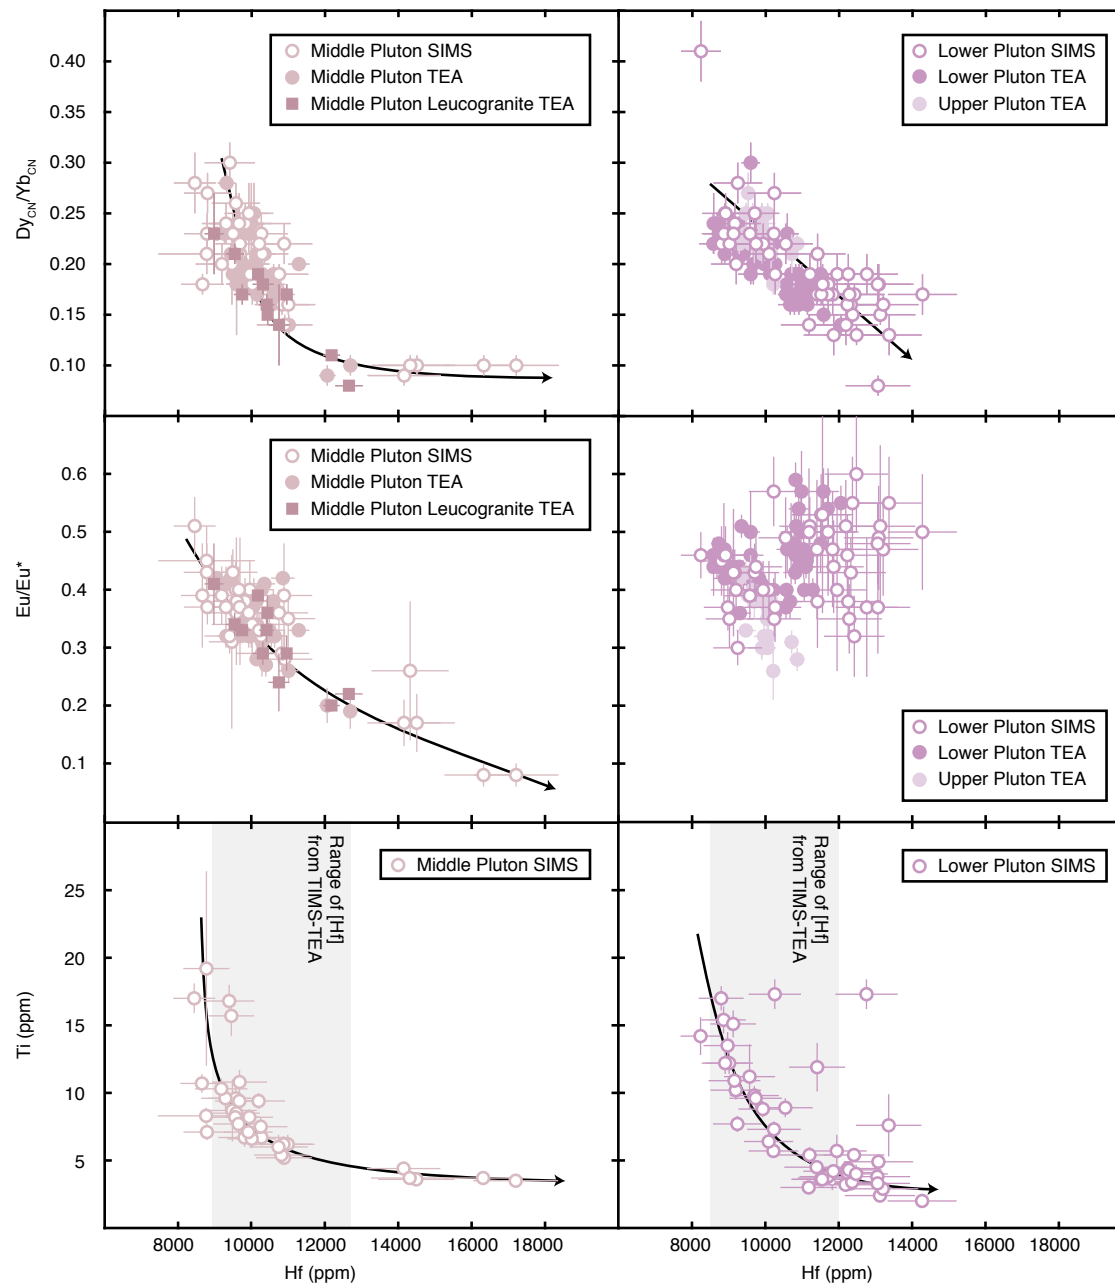 Dy_CN/Yb_CN
0.40
0.35
0.30
0.25
0.20
0.15
0.10
Middle Pluton SIMS
Middle Pluton TEA
Middle Pluton Leucogranite TEA
Lower Pluton SIMS
Lower Pluton TEA
Upper Pluton TEA
Eu/Eu*
0.6
0.5
0.4
0.3
0.2
0.1
Middle Pluton SIMS
Middle Pluton TEA
Middle Pluton Leucogranite TEA
Lower Pluton SIMS
Lower Pluton TEA
Upper Pluton TEA
Ti (ppm)
25
20
15
10
5
Range of [Hf]
from TIMS-TEA
Middle Pluton SIMS
Range of [Hf]
from TIMS-TEA
Lower Pluton SIMS
8000 10000 12000 14000 16000 18000
8000 10000 12000 14000 16000 18000
Hf (ppm)
Hf (ppm)